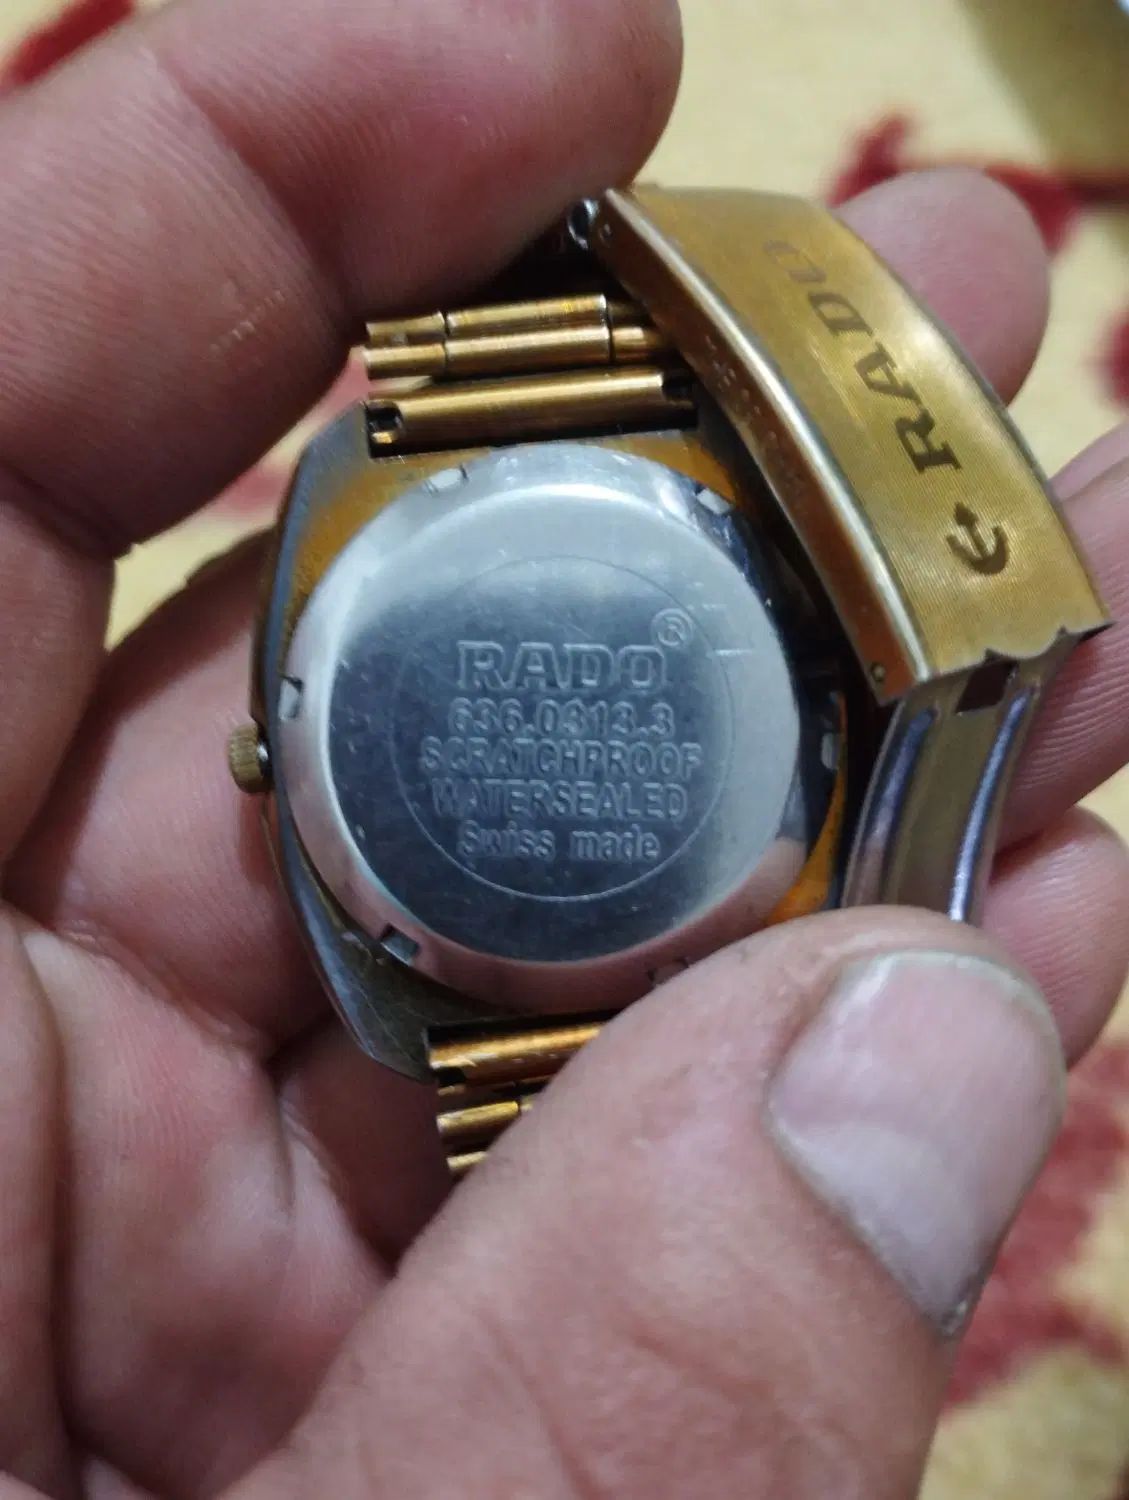 RADO®
636.0313.3
SCRATCHPROOF
WATERSEALED
Swiss made
RADO